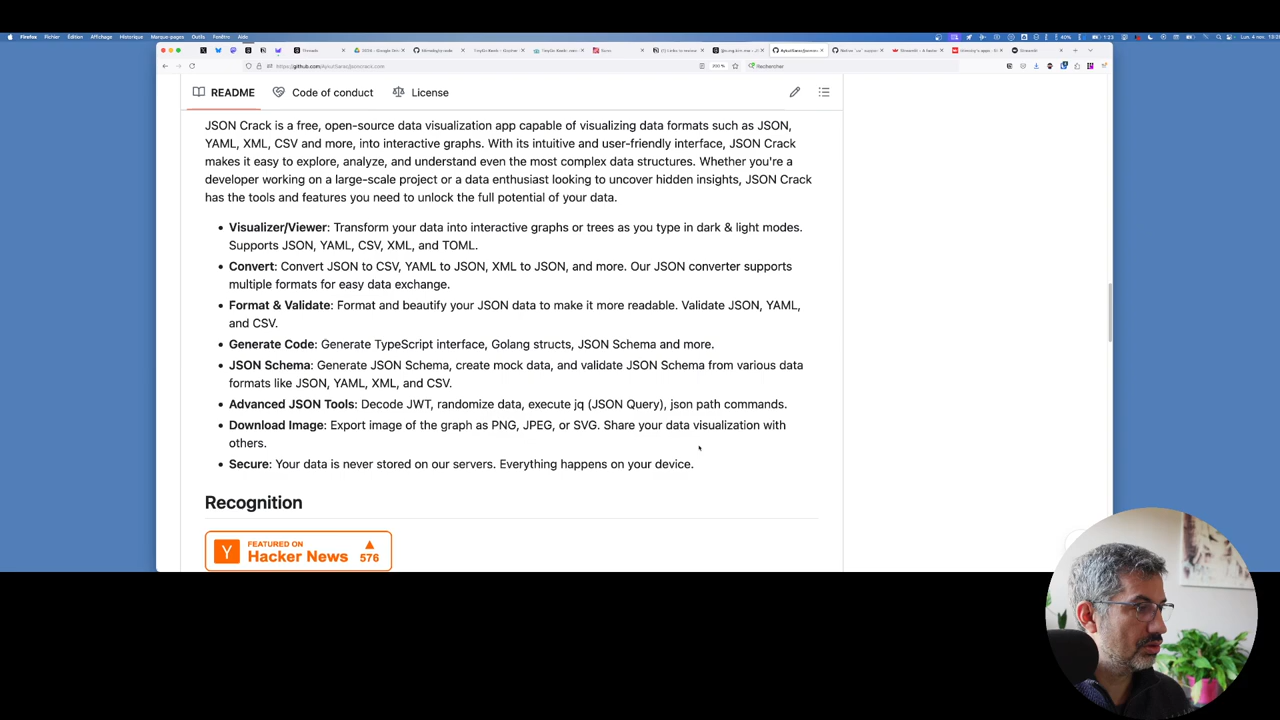 Firefox Fichier Édition Affichage Historique Marque-pages Outils Fenêtre Aide
README Code of conduct License
JSON Crack is a free, open-source data visualization app capable of visualizing data formats such as JSON,
YAML, XML, CSV and more, into interactive graphs. With its intuitive and user-friendly interface, JSON Crack
makes it easy to explore, analyze, and understand even the most complex data structures. Whether you're a
developer working on a large-scale project or a data enthusiast looking to uncover hidden insights, JSON Crack
has the tools and features you need to unlock the full potential of your data.
• Visualizer/Viewer: Transform your data into interactive graphs or trees as you type in dark & light modes.
Supports JSON, YAML, CSV, XML, and TOML.
• Convert: Convert JSON to CSV, YAML to JSON, XML to JSON, and more. Our JSON converter supports
multiple formats for easy data exchange.
• Format & Validate: Format and beautify your JSON data to make it more readable. Validate JSON, YAML,
and CSV.
• Generate Code: Generate TypeScript interface, Golang structs, JSON Schema and more.
• JSON Schema: Generate JSON Schema, create mock data, and validate JSON Schema from various data
formats like JSON, YAML, XML, and CSV.
• Advanced JSON Tools: Decode JWT, randomize data, execute jq (JSON Query), json path commands.
• Download Image: Export image of the graph as PNG, JPEG, or SVG. Share your data visualization with
others.
• Secure: Your data is never stored on our servers. Everything happens on your device.
Recognition
Y FEATURED ON
Hacker News 576